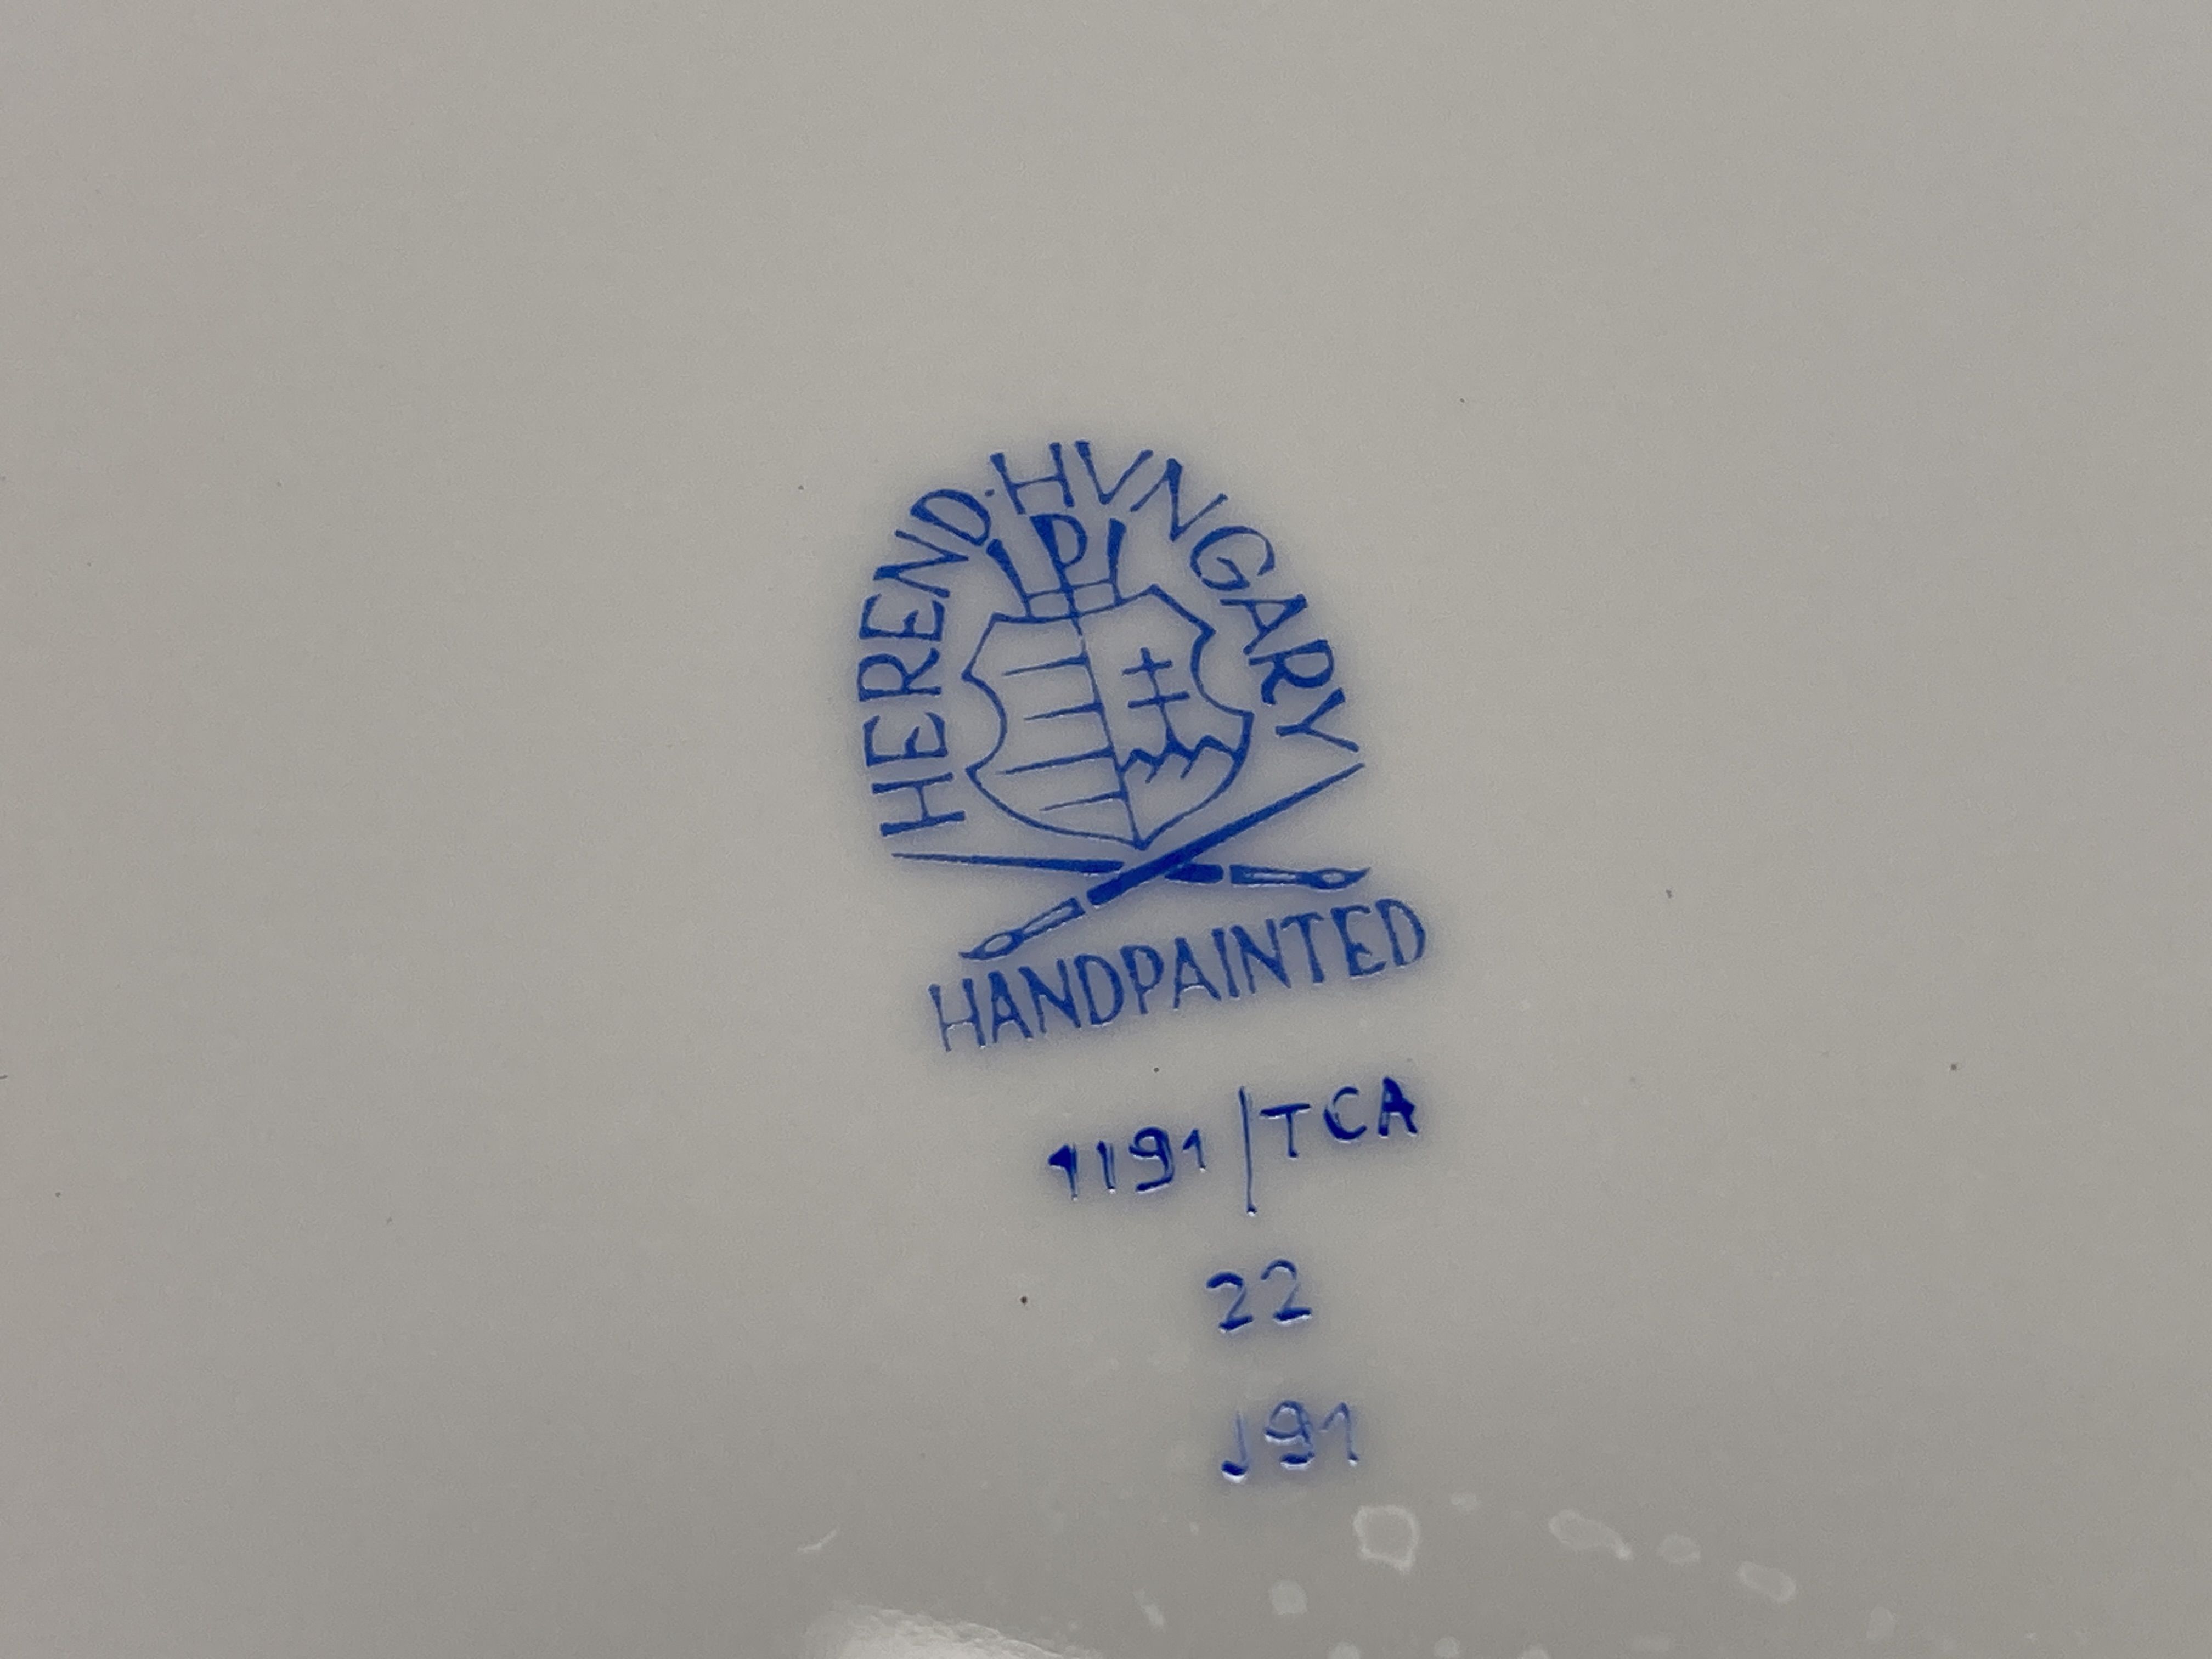 HEREND·HVNGARY
HANDPAINTED
1191/TCA
22
J91